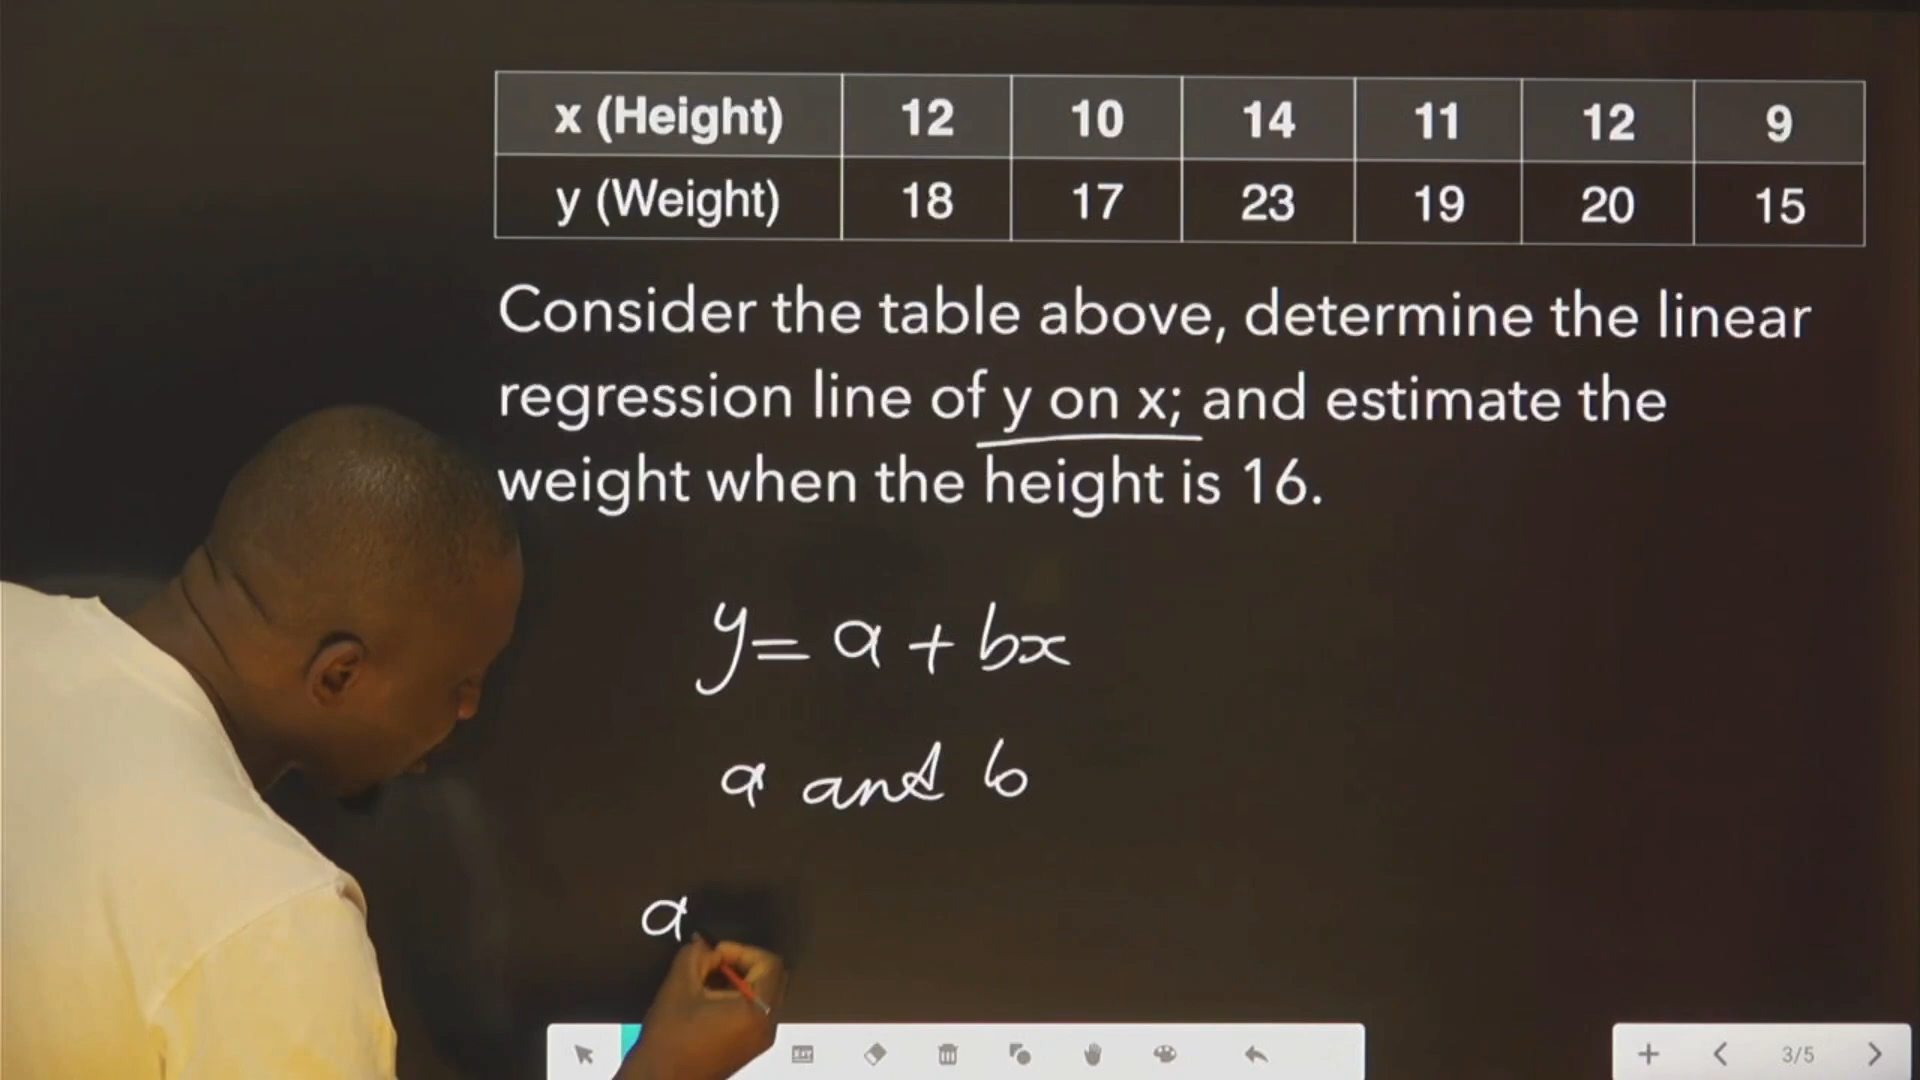 x (Height) 12 10 14 11 12 9
y (Weight) 18 17 23 19 20 15
Consider the table above, determine the linear
regression line of y on x; and estimate the
weight when the height is 16.
y = a + bx
a and b
a
3/5